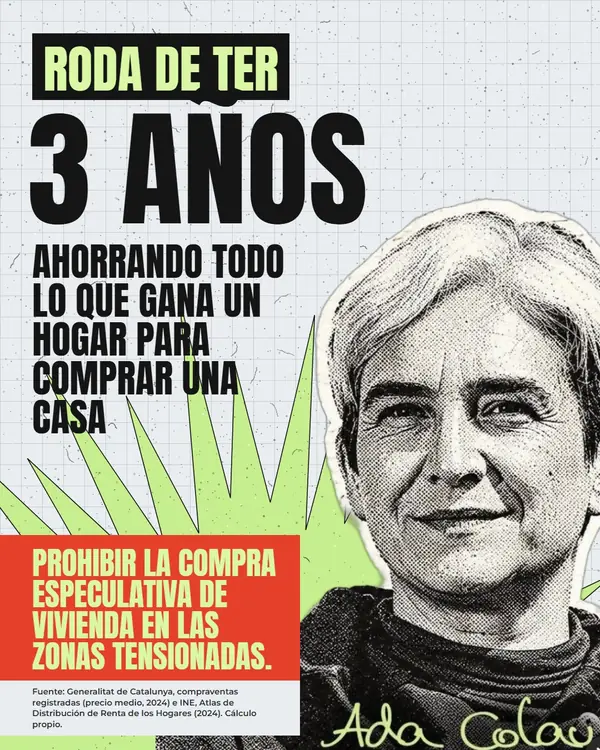 RODA DE TER
3 AÑOS
AHORRANDO TODO
LO QUE GANA UN
HOGAR PARA
COMPRAR UNA
CASA
PROHIBIR LA COMPRA
ESPECULATIVA DE
VIVIENDA EN LAS
ZONAS TENSIONADAS.
Fuente: Generalitat de Catalunya, compraventas
registradas (precio medio, 2024) e INE, Atlas de
Distribución de Renta de los Hogares (2024). Cálculo
propio.
Ada Colau